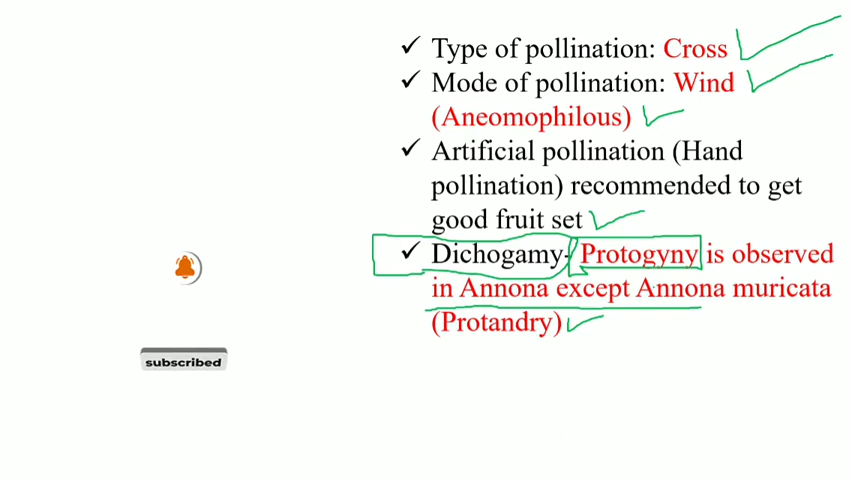 ✓ Type of pollination: Cross
✓ Mode of pollination: Wind
(Aneomophilous)
✓ Artificial pollination (Hand
pollination) recommended to get
good fruit set
✓ Dichogamy- Protogyny is observed
in Annona except Annona muricata
(Protandry)
subscribed